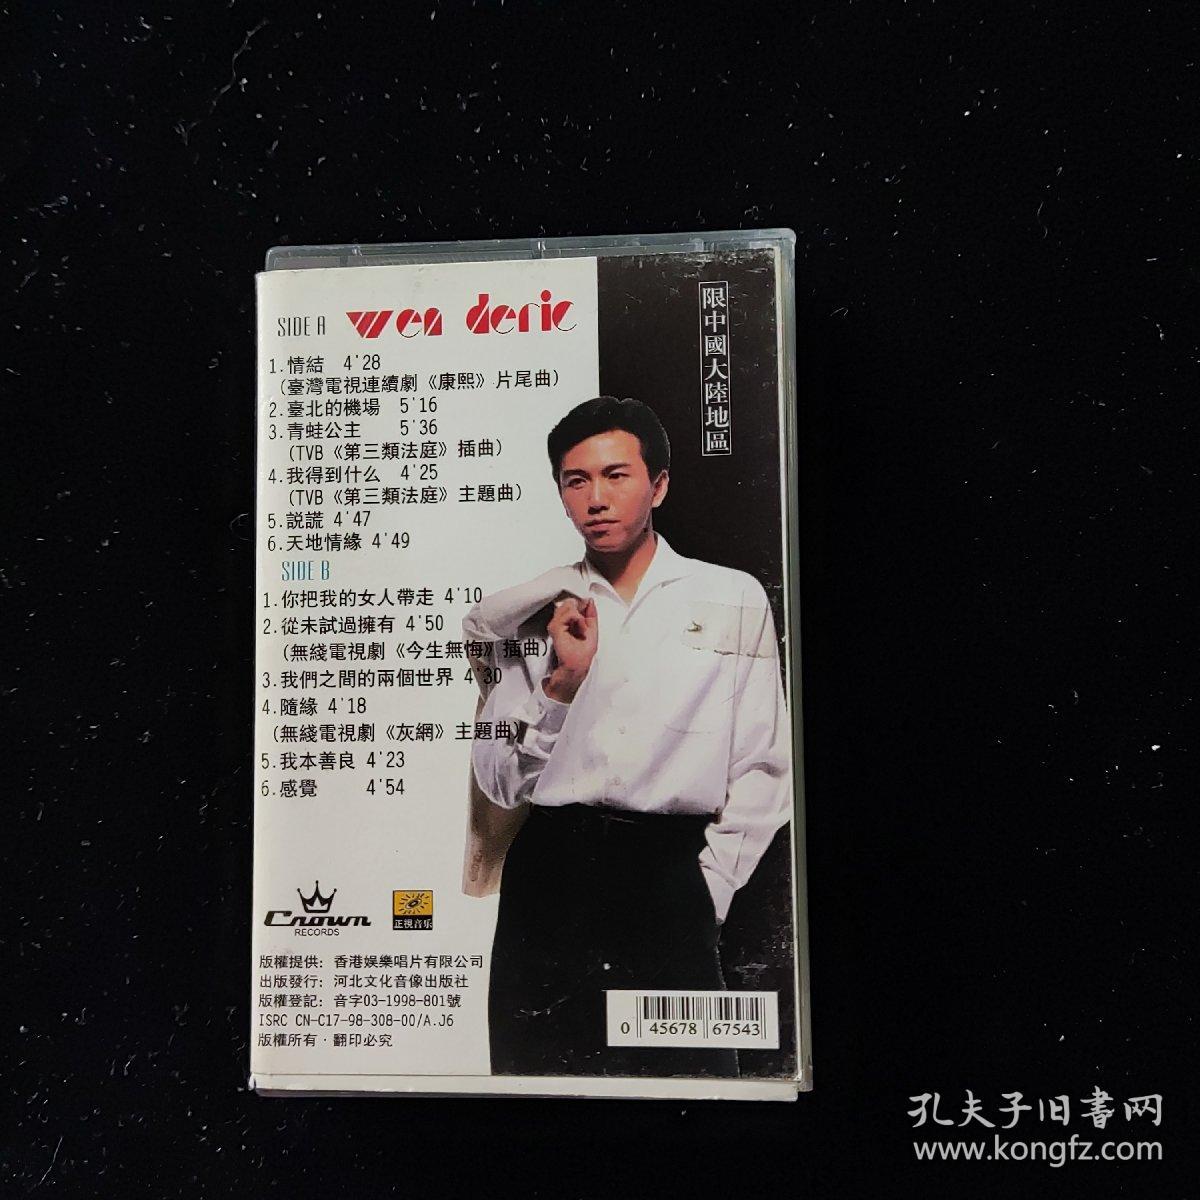 SIDE A wen deric
1.情結 4'28
(臺灣電視連續劇《康熙》片尾曲)
2.臺北的機場 5'16
3.青蛙公主 5'36
(TVB《第三類法庭》插曲)
4.我得到什么 4'25
(TVB《第三類法庭》主題曲)
5.説謊 4'47
6.天地情緣 4'49
SIDE B
1.你把我的女人帶走 4'10
2.從未試過擁有 4'50
(無綫電視劇《今生無悔》插曲)
3.我們之間的兩個世界 4'30
4.隨緣 4'18
(無綫電視劇《灰網》主題曲)
5.我本善良 4'23
6.感覺 4'54
限中國大陸地區
Crown
RECORDS
正視音乐
版權提供: 香港娱樂唱片有限公司
出版發行: 河北文化音像出版社
版權登記: 音字03-1998-801號
ISRC CN-C17-98-308-00/A.J6
版權所有·翻印必究
0 45678 67543
孔夫子旧書网
www.kongfz.com